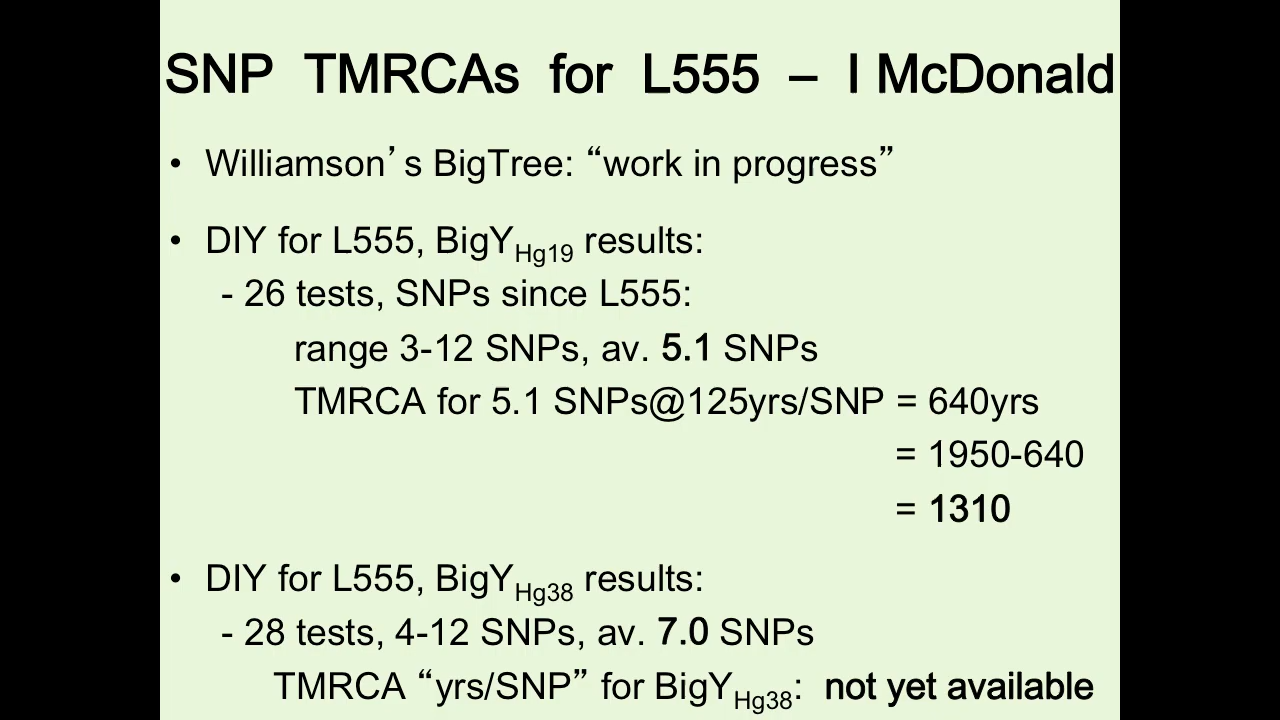 SNP TMRCAs for L555 – I McDonald
• Williamson’s BigTree: “work in progress”
• DIY for L555, BigYHg19 results:
- 26 tests, SNPs since L555:
range 3-12 SNPs, av. 5.1 SNPs
TMRCA for 5.1 SNPs@125yrs/SNP = 640yrs
= 1950-640
= 1310
• DIY for L555, BigYHg38 results:
- 28 tests, 4-12 SNPs, av. 7.0 SNPs
TMRCA “yrs/SNP” for BigYHg38: not yet available